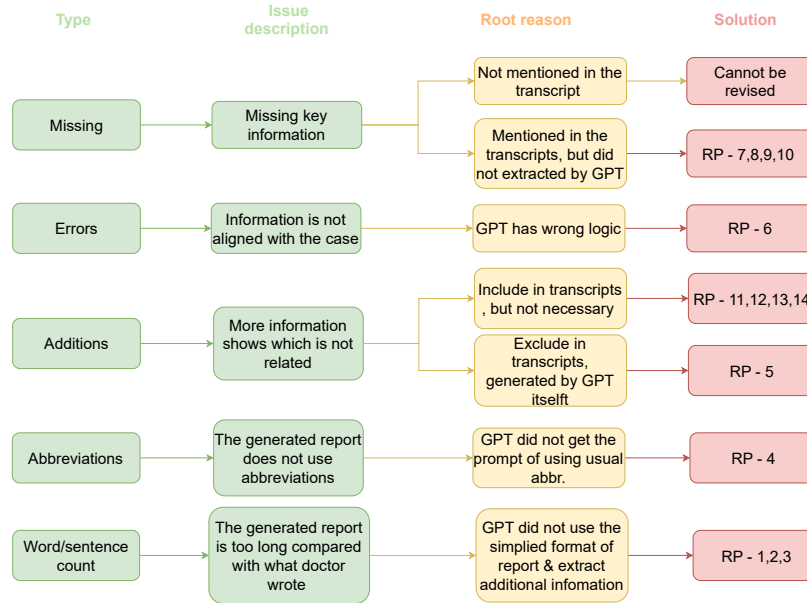 Type
Issue
description
Root reason
Solution
Missing
Missing key
information
Not mentioned in the
transcript
Cannot be
revised
Mentioned in the
transcripts, but did
not extracted by GPT
RP - 7,8,9,10
Errors
Information is not
aligned with the case
GPT has wrong logic
RP - 6
Additions
More information
shows which is not
related
Include in transcripts
, but not necessary
RP - 11,12,13,14
Exclude in
transcripts,
generated by GPT
itselft
RP - 5
Abbreviations
The generated report
does not use
abbreviations
GPT did not get the
prompt of using usual
abbr.
RP - 4
Word/sentence
count
The generated report
is too long compared
with what doctor
wrote
GPT did not use the
simplied format of
report & extract
additional infomation
RP - 1,2,3